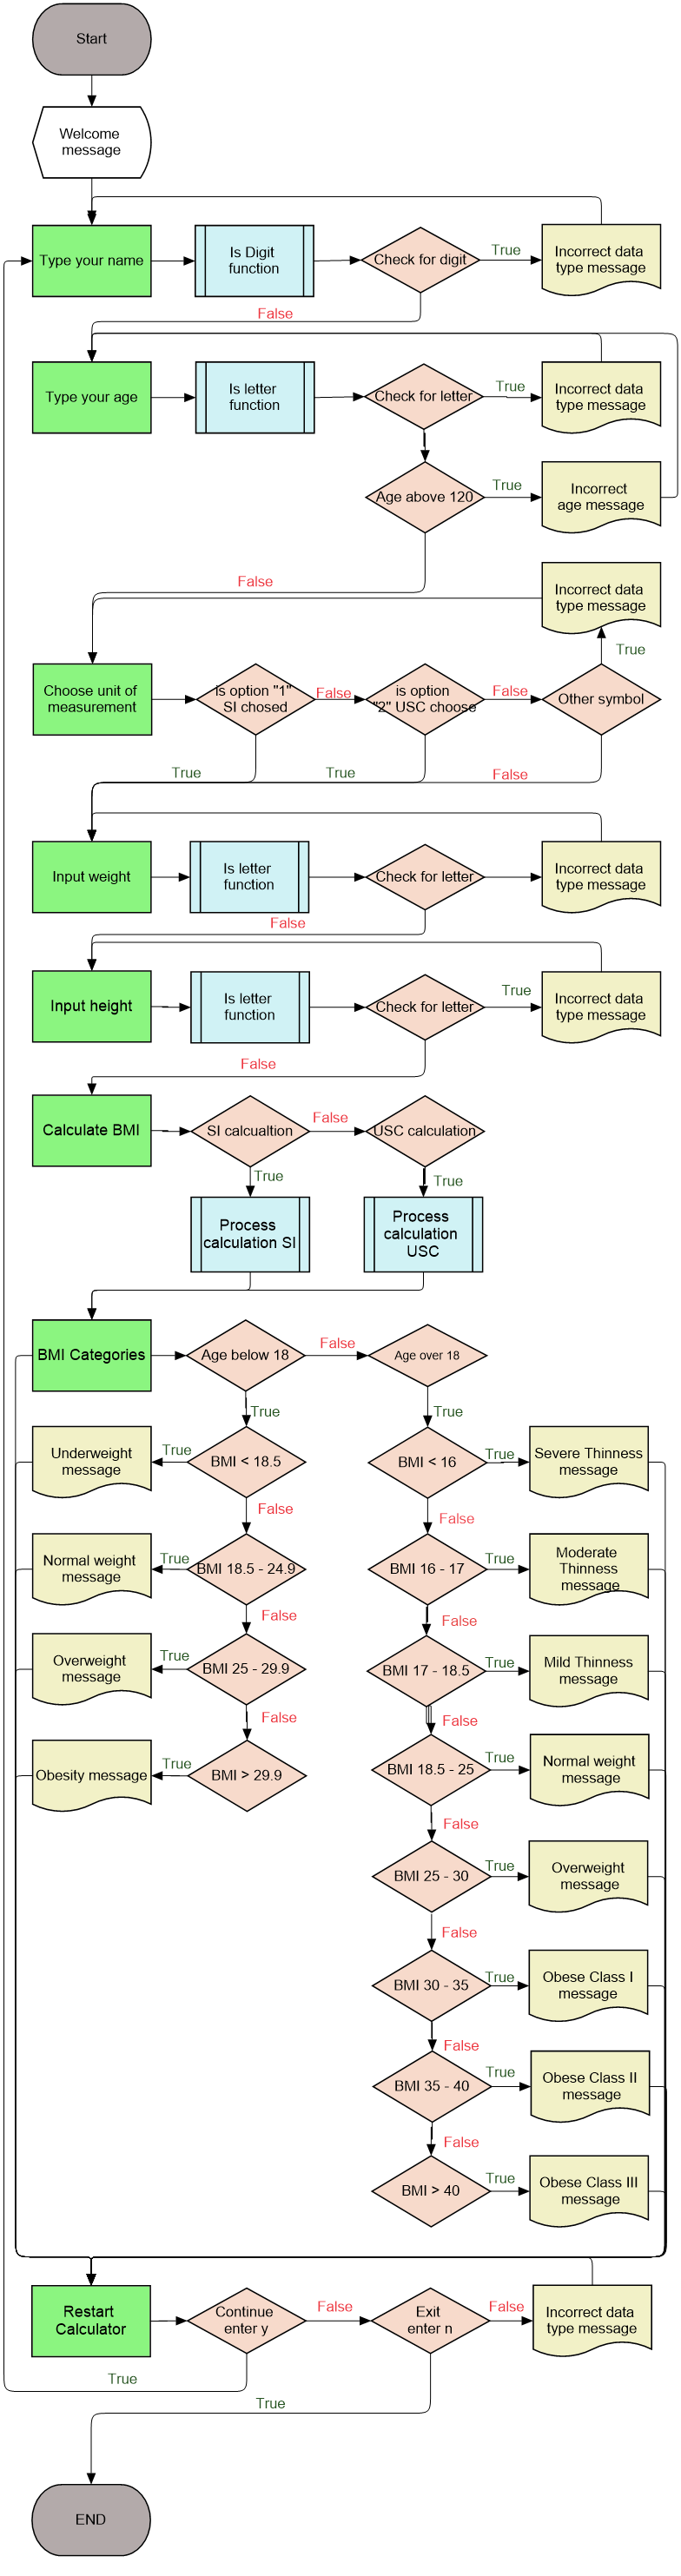 Start
Welcome
message
Type your name
Is Digit
function
Check for digit
True
Incorrect data
type message
False
Type your age
Is letter
function
Check for letter
True
Incorrect data
type message
Age above 120
True
Incorrect
age message
False
Incorrect data
type message
True
Choose unit of
measurement
is option "1"
SI chosed
False
is option
"2" USC choose
False
Other symbol
True
True
False
Input weight
Is letter
function
Check for letter
Incorrect data
type message
False
Input height
Is letter
function
Check for letter
True
Incorrect data
type message
False
Calculate BMI
SI calcualtion
False
USC calculation
True
True
Process
calculation SI
Process
calculation
USC
BMI Categories
Age below 18
False
Age over 18
True
True
Underweight
message
True
BMI < 18.5
BMI < 16
True
Severe Thinness
message
False
False
Normal weight
message
True
BMI 18.5 - 24.9
BMI 16 - 17
True
Moderate
Thinness
message
False
False
Overweight
message
True
BMI 25 - 29.9
BMI 17 - 18.5
True
Mild Thinness
message
False
False
Obesity message
True
BMI > 29.9
BMI 18.5 - 25
True
Normal weight
message
False
BMI 25 - 30
True
Overweight
message
False
BMI 30 - 35
True
Obese Class I
message
False
BMI 35 - 40
True
Obese Class II
message
False
BMI > 40
True
Obese Class III
message
Restart
Calculator
Continue
enter y
False
Exit
enter n
False
Incorrect data
type message
True
True
END